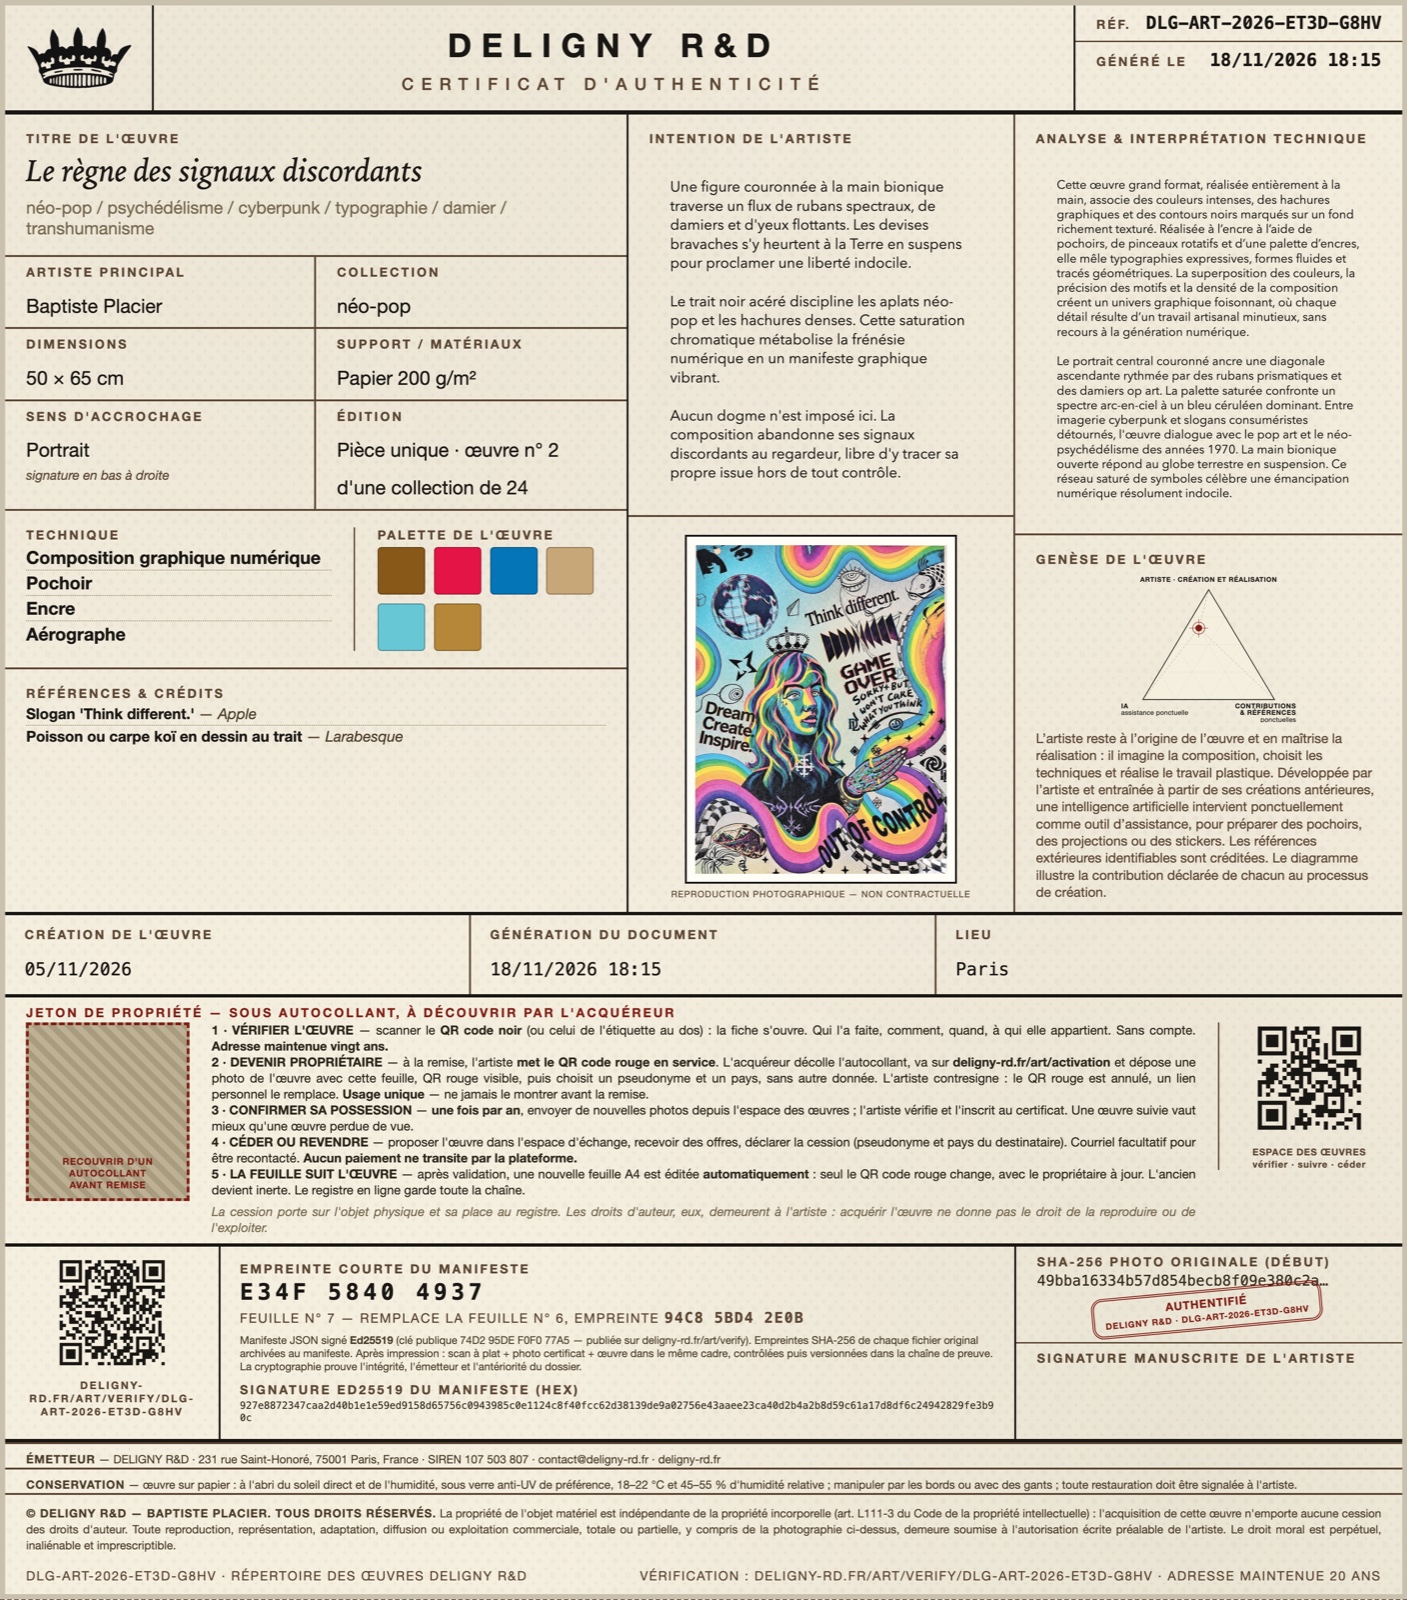 DELIGNY R&D
CERTIFICAT D'AUTHENTICITÉ
RÉF. DLG-ART-2026-ET3D-G8HV
GÉNÉRÉ LE 18/11/2026 18:15
TITRE DE L'ŒUVRE
Le règne des signaux discordants
néo-pop / psychédélisme / cyberpunk / typographie / damier /
transhumanisme
ARTISTE PRINCIPAL
Baptiste Placier
COLLECTION
néo-pop
DIMENSIONS
50 × 65 cm
SUPPORT / MATÉRIAUX
Papier 200 g/m²
SENS D'ACCROCHAGE
Portrait
signature en bas à droite
ÉDITION
Pièce unique · œuvre n° 2
d'une collection de 24
TECHNIQUE
Composition graphique numérique
Pochoir
Encre
Aérographe
PALETTE DE L'ŒUVRE
RÉFÉRENCES & CRÉDITS
Slogan 'Think different.' — Apple
Poisson ou carpe koï en dessin au trait — Larabesque
INTENTION DE L'ARTISTE
Une figure couronnée à la main bionique
traverse un flux de rubans spectraux, de
damiers et d'yeux flottants. Les devises
bravaches s'y heurtent à la Terre en suspens
pour proclamer une liberté indocile.
Le trait noir acéré discipline les aplats néo-
pop et les hachures denses. Cette saturation
chromatique métabolise la frénésie
numérique en un manifeste graphique
vibrant.
Aucun dogme n'est imposé ici. La
composition abandonne ses signaux
discordants au regardeur, libre d'y tracer sa
propre issue hors de tout contrôle.
Think different.
GAME
OVER
SORRY BUT
WON'T CARE
WHAT YOU THINK
Dream
Create
Inspire.
OUT OF CONTROL
REPRODUCTION PHOTOGRAPHIQUE — NON CONTRACTUELLE
ANALYSE & INTERPRÉTATION TECHNIQUE
Cette œuvre grand format, réalisée entièrement à la
main, associe des couleurs intenses, des hachures
graphiques et des contours noirs marqués sur un fond
richement texturé. Réalisée à l'encre à l'aide de
pochoirs, de pinceaux rotatifs et d'une palette d'encres,
elle mêle typographies expressives, formes fluides et
tracés géométriques. La superposition des couleurs, la
précision des motifs et la densité de la composition
créent un univers graphique foisonnant, où chaque
détail résulte d'un travail artisanal minutieux, sans
recours à la génération numérique.
Le portrait central couronné ancre une diagonale
ascendante rythmée par des rubans prismatiques et
des damiers op art. La palette saturée confronte un
spectre arc-en-ciel à un bleu céruléen dominant. Entre
imagerie cyberpunk et slogans consuméristes
détournés, l'œuvre dialogue avec le pop art et le néo-
psychédélisme des années 1970. La main bionique
ouverte répond au globe terrestre en suspension. Ce
réseau saturé de symboles célèbre une émancipation
numérique résolument indocile.
GENÈSE DE L'ŒUVRE
ARTISTE · CRÉATION ET RÉALISATION
IA
assistance ponctuelle
CONTRIBUTIONS
& RÉFÉRENCES
ponctuelles
L'artiste reste à l'origine de l'œuvre et en maîtrise la
réalisation : il imagine la composition, choisit les
techniques et réalise le travail plastique. Développée par
l'artiste et entraînée à partir de ses créations antérieures,
une intelligence artificielle intervient ponctuellement
comme outil d'assistance, pour préparer des pochoirs,
des projections ou des stickers. Les références
extérieures identifiables sont créditées. Le diagramme
illustre la contribution déclarée de chacun au processus
de création.
CRÉATION DE L'ŒUVRE
05/11/2026
GÉNÉRATION DU DOCUMENT
18/11/2026 18:15
LIEU
Paris
JETON DE PROPRIÉTÉ — SOUS AUTOCOLLANT, À DÉCOUVRIR PAR L'ACQUÉREUR
RECOUVRIR D'UN
AUTOCOLLANT
AVANT REMISE
1 · VÉRIFIER L'ŒUVRE — scanner le QR code noir (ou celui de l'étiquette au dos) : la fiche s'ouvre. Qui l'a faite, comment, quand, à qui elle appartient. Sans compte.
Adresse maintenue vingt ans.
2 · DEVENIR PROPRIÉTAIRE — à la remise, l'artiste met le QR code rouge en service. L'acquéreur décolle l'autocollant, va sur deligny-rd.fr/art/activation et dépose une
photo de l'œuvre avec cette feuille, QR rouge visible, puis choisit un pseudonyme et un pays, sans autre donnée. L'artiste contresigne : le QR rouge est annulé, un lien
personnel le remplace. Usage unique — ne jamais le montrer avant la remise.
3 · CONFIRMER SA POSSESSION — une fois par an, envoyer de nouvelles photos depuis l'espace des œuvres ; l'artiste vérifie et l'inscrit au certificat. Une œuvre suivie vaut
mieux qu'une œuvre perdue de vue.
4 · CÉDER OU REVENDRE — proposer l'œuvre dans l'espace d'échange, recevoir des offres, déclarer la cession (pseudonyme et pays du destinataire). Courriel facultatif pour
être recontacté. Aucun paiement ne transite par la plateforme.
5 · LA FEUILLE SUIT L'ŒUVRE — après validation, une nouvelle feuille A4 est éditée automatiquement : seul le QR code rouge change, avec le propriétaire à jour. L'ancien
devient inerte. Le registre en ligne garde toute la chaîne.
La cession porte sur l'objet physique et sa place au registre. Les droits d'auteur, eux, demeurent à l'artiste : acquérir l'œuvre ne donne pas le droit de la reproduire ou de
l'exploiter.
ESPACE DES ŒUVRES
vérifier · suivre · céder
DELIGNY-
RD.FR/ART/VERIFY/DLG-
ART-2026-ET3D-G8HV
EMPREINTE COURTE DU MANIFESTE
E34F 5840 4937
FEUILLE N° 7 — REMPLACE LA FEUILLE N° 6, EMPREINTE 94C8 5BD4 2E0B
Manifeste JSON signé Ed25519 (clé publique 74D2 95DE F0F0 77A5 — publiée sur deligny-rd.fr/art/verify). Empreintes SHA-256 de chaque fichier original
archivées au manifeste. Après impression : scan à plat + photo certificat + œuvre dans le même cadre, contrôlées puis versionnées dans la chaîne de preuve.
La cryptographie prouve l'intégrité, l'émetteur et l'antériorité du dossier.
SIGNATURE ED25519 DU MANIFESTE (HEX)
927e8872347caa2d40b1e1e59ed9158d65756c0943985c0e1124c8f40fcc62d38139de9a02756e43aaee23ca40d2b4a2b8d59c61a17d8df6c24942829fe3b9
0c
SHA-256 PHOTO ORIGINALE (DÉBUT)
49bba16334b57d854becb8f09e380c2a…
AUTHENTIFIÉ
DELIGNY R&D · DLG-ART-2026-ET3D-G8HV
SIGNATURE MANUSCRITE DE L'ARTISTE
ÉMETTEUR — DELIGNY R&D · 231 rue Saint-Honoré, 75001 Paris, France · SIREN 107 503 807 · contact@deligny-rd.fr · deligny-rd.fr
CONSERVATION — œuvre sur papier : à l'abri du soleil direct et de l'humidité, sous verre anti-UV de préférence, 18–22 °C et 45–55 % d'humidité relative ; manipuler par les bords ou avec des gants ; toute restauration doit être signalée à l'artiste.
© DELIGNY R&D — BAPTISTE PLACIER. TOUS DROITS RÉSERVÉS. La propriété de l'objet matériel est indépendante de la propriété incorporelle (art. L111-3 du Code de la propriété intellectuelle) : l'acquisition de cette œuvre n'emporte aucune cession
des droits d'auteur. Toute reproduction, représentation, adaptation, diffusion ou exploitation commerciale, totale ou partielle, y compris de la photographie ci-dessus, demeure soumise à l'autorisation écrite préalable de l'artiste. Le droit moral est perpétuel,
inaliénable et imprescriptible.
DLG-ART-2026-ET3D-G8HV · RÉPERTOIRE DES ŒUVRES DELIGNY R&D
VÉRIFICATION : DELIGNY-RD.FR/ART/VERIFY/DLG-ART-2026-ET3D-G8HV · ADRESSE MAINTENUE 20 ANS